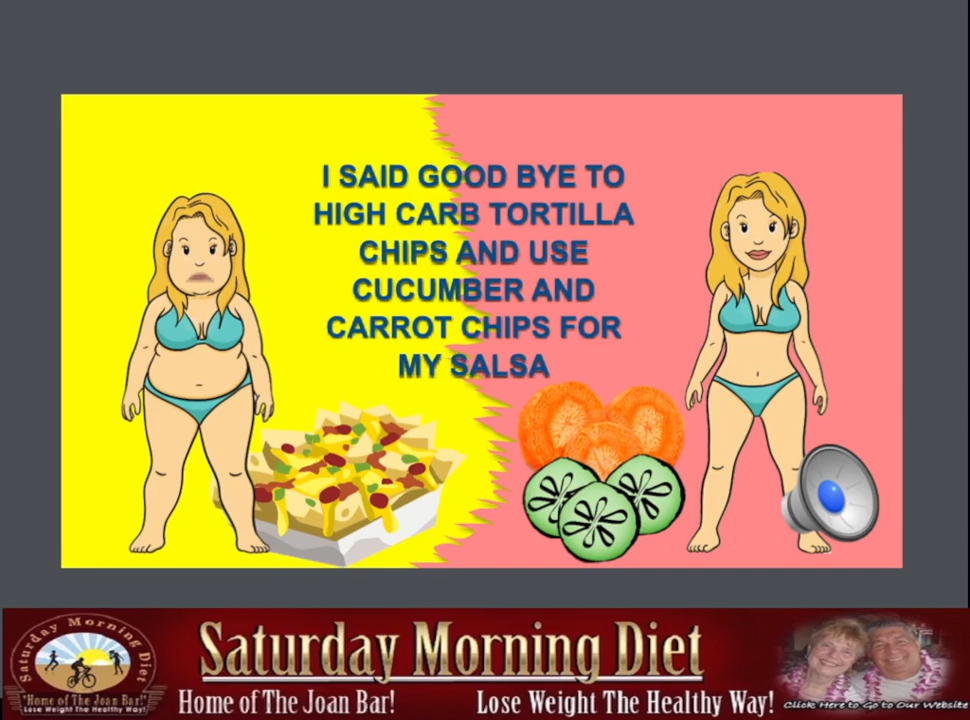 I SAID GOOD BYE TO
HIGH CARB TORTILLA
CHIPS AND USE
CUCUMBER AND
CARROT CHIPS FOR
MY SALSA
Saturday Morning Diet
"Home of The Joan Bar!"
Lose Weight The Healthy Way!
Saturday Morning Diet
Home of The Joan Bar! Lose Weight The Healthy Way!
Click Here to Go to Our Website